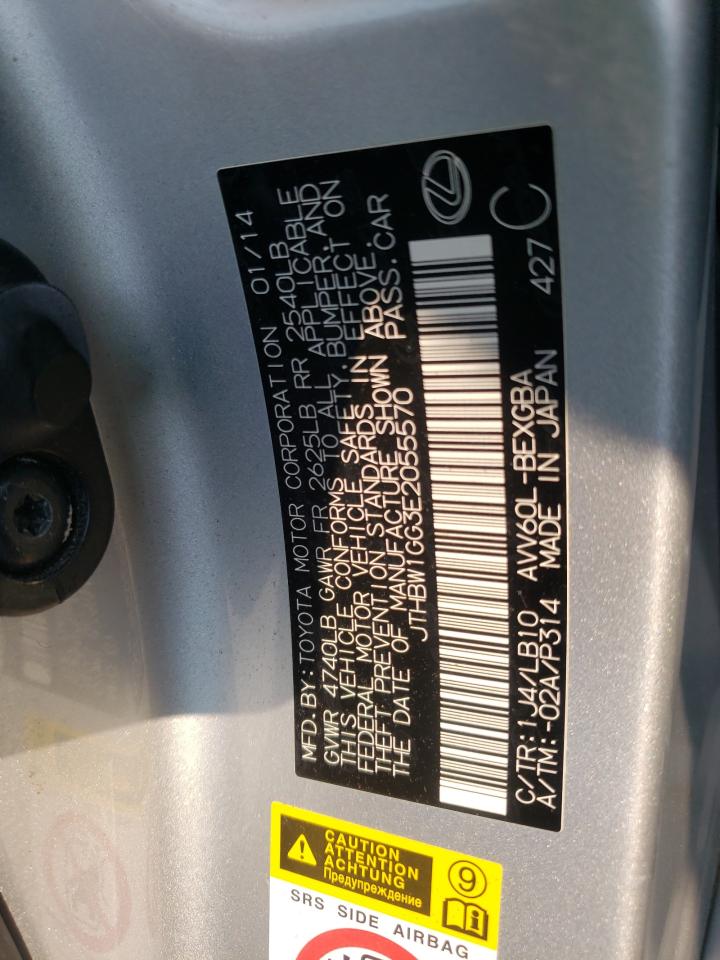 MFD. BY: TOYOTA MOTOR CORPORATION 01/14
GVWR 4740LB GAWR FR 2625LB RR 2540LB
THIS VEHICLE CONFORMS TO ALL APPLICABLE
FEDERAL MOTOR VEHICLE SAFETY, BUMPER, AND
THEFT PREVENTION STANDARDS IN EFFECT ON
THE DATE OF MANUFACTURE SHOWN ABOVE.
JTHBW1GG3E2055570 PASS. CAR
C/TR: 1J4/LB10 AVV60L-BEXGBA
A/TM: -02A/P314 MADE IN JAPAN 427 C
CAUTION
ATTENTION
ACHTUNG
Предупреждение
9
i
SRS SIDE AIRBAG